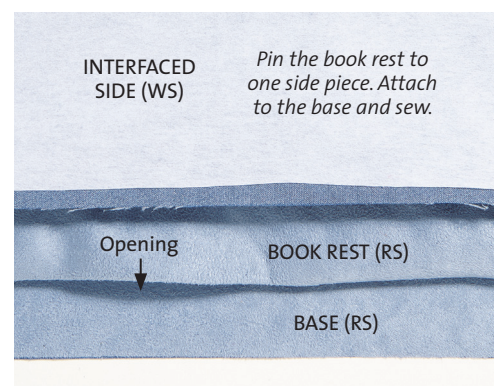 INTERFACED
SIDE (WS)
Pin the book rest to
one side piece. Attach
to the base and sew.
Opening
BOOK REST (RS)
BASE (RS)